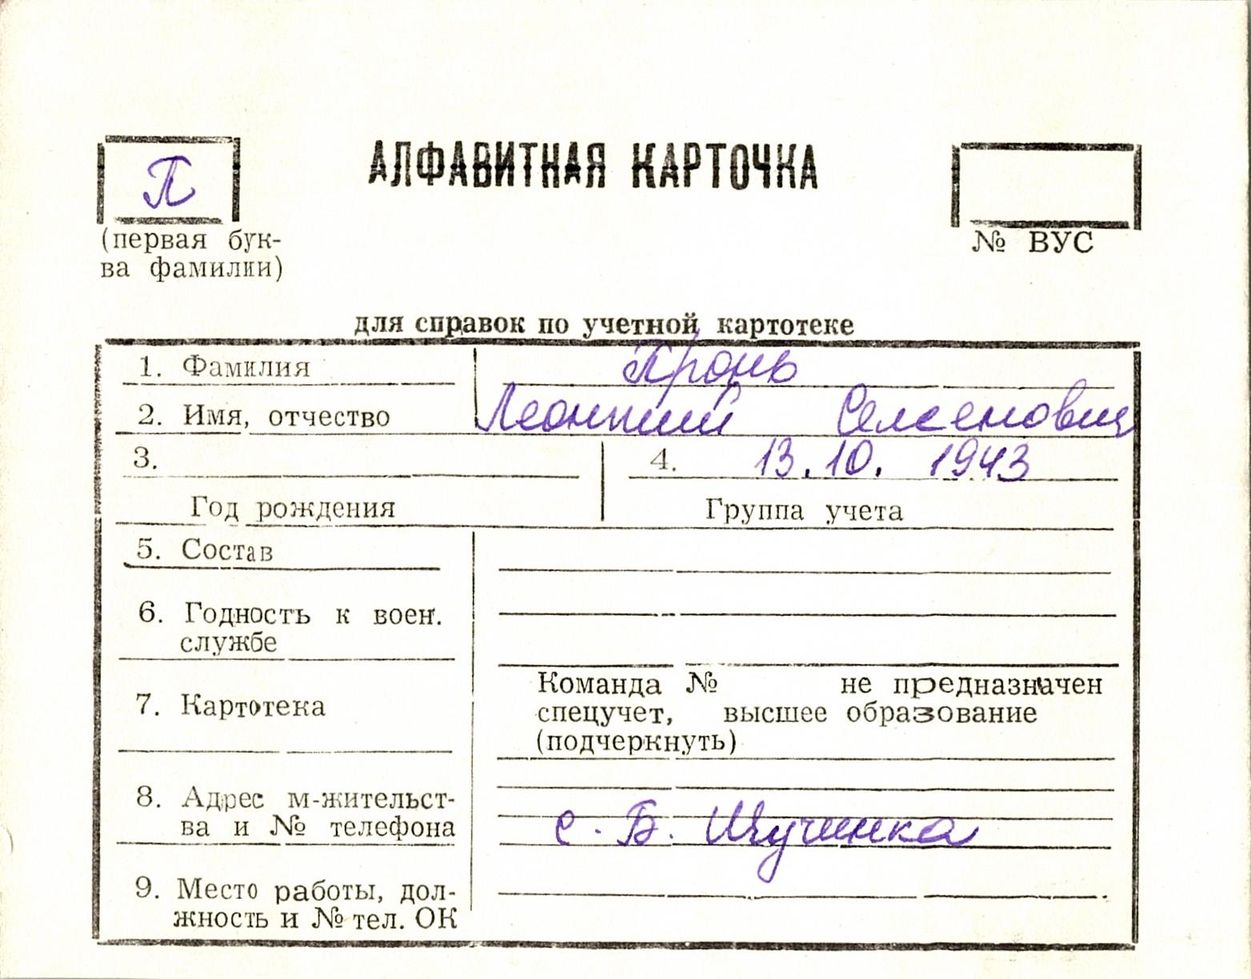 П
АЛФАВИТНАЯ КАРТОЧКА
(первая бук-
ва фамилии)
№ ВУС
для справок по учетной картотеке
1. Фамилия Пронь
2. Имя, отчество Леонтий Семенович
3. 4. 13.10. 1943
Год рождения Группа учета
5. Состав
6. Годность к воен.
службе
7. Картотека
Команда № не предназначен
спецучет, высшее образование
(подчеркнуть)
8. Адрес м-жительст-
ва и № телефона с. Б. Щучинка
9. Место работы, дол-
жность и № тел. ОК